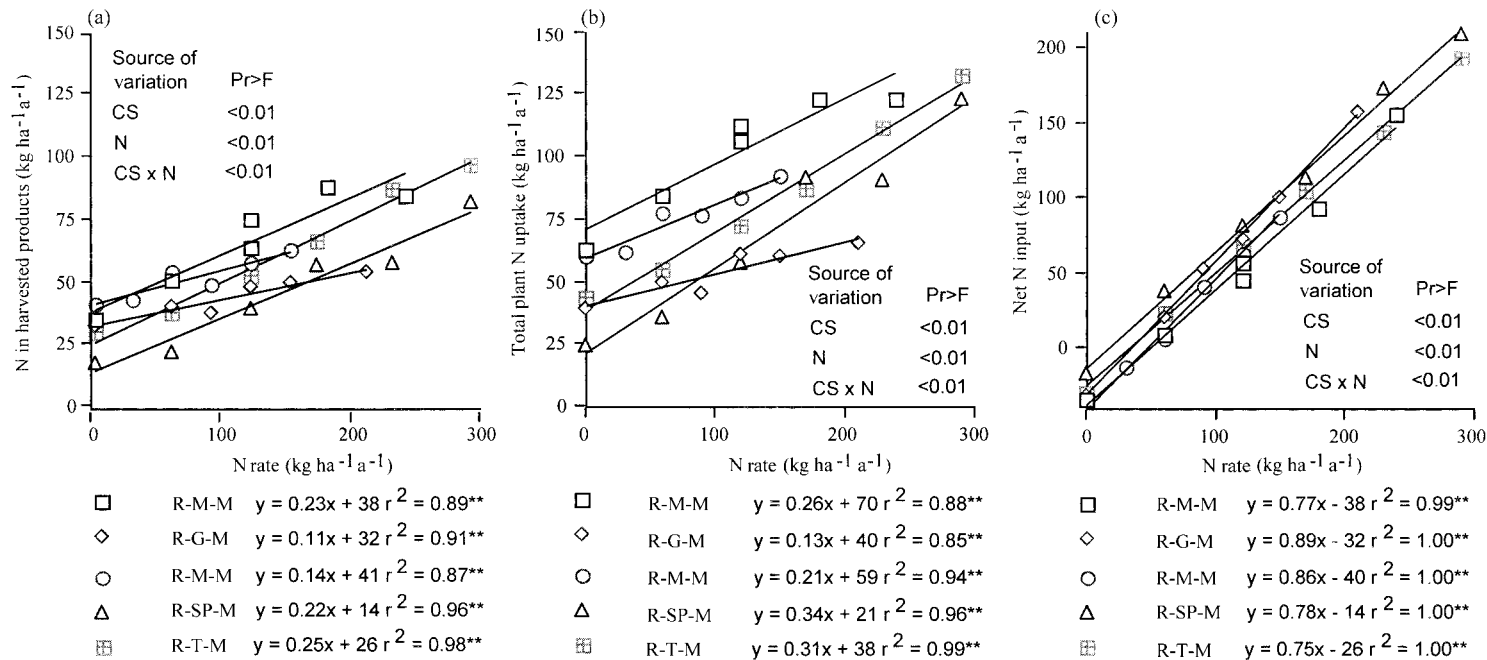 (a)
N in harvested products (kg ha⁻¹ a⁻¹)
150
125
100
75
50
25
0
Source of variation Pr>F
CS <0.01
N <0.01
CS x N <0.01
0 100 200 300
N rate (kg ha⁻¹ a⁻¹)
R-M-M y = 0.23x + 38 r² = 0.89**
R-G-M y = 0.11x + 32 r² = 0.91**
R-M-M y = 0.14x + 41 r² = 0.87**
R-SP-M y = 0.22x + 14 r² = 0.96**
R-T-M y = 0.25x + 26 r² = 0.98**
(b)
Total plant N uptake (kg ha⁻¹ a⁻¹)
150
125
100
75
50
25
0
Source of variation Pr>F
CS <0.01
N <0.01
CS x N <0.01
0 100 200 300
N rate (kg ha⁻¹ a⁻¹)
R-M-M y = 0.26x + 70 r² = 0.88**
R-G-M y = 0.13x + 40 r² = 0.85**
R-M-M y = 0.21x + 59 r² = 0.94**
R-SP-M y = 0.34x + 21 r² = 0.96**
R-T-M y = 0.31x + 38 r² = 0.99**
(c)
Net N input (kg ha⁻¹ a⁻¹)
200
150
100
50
0
Source of variation Pr>F
CS <0.01
N <0.01
CS x N <0.01
0 100 200 300
N rate (kg ha⁻¹ a⁻¹)
R-M-M y = 0.77x - 38 r² = 0.99**
R-G-M y = 0.89x - 32 r² = 1.00**
R-M-M y = 0.86x - 40 r² = 1.00**
R-SP-M y = 0.78x - 14 r² = 1.00**
R-T-M y = 0.75x - 26 r² = 1.00**